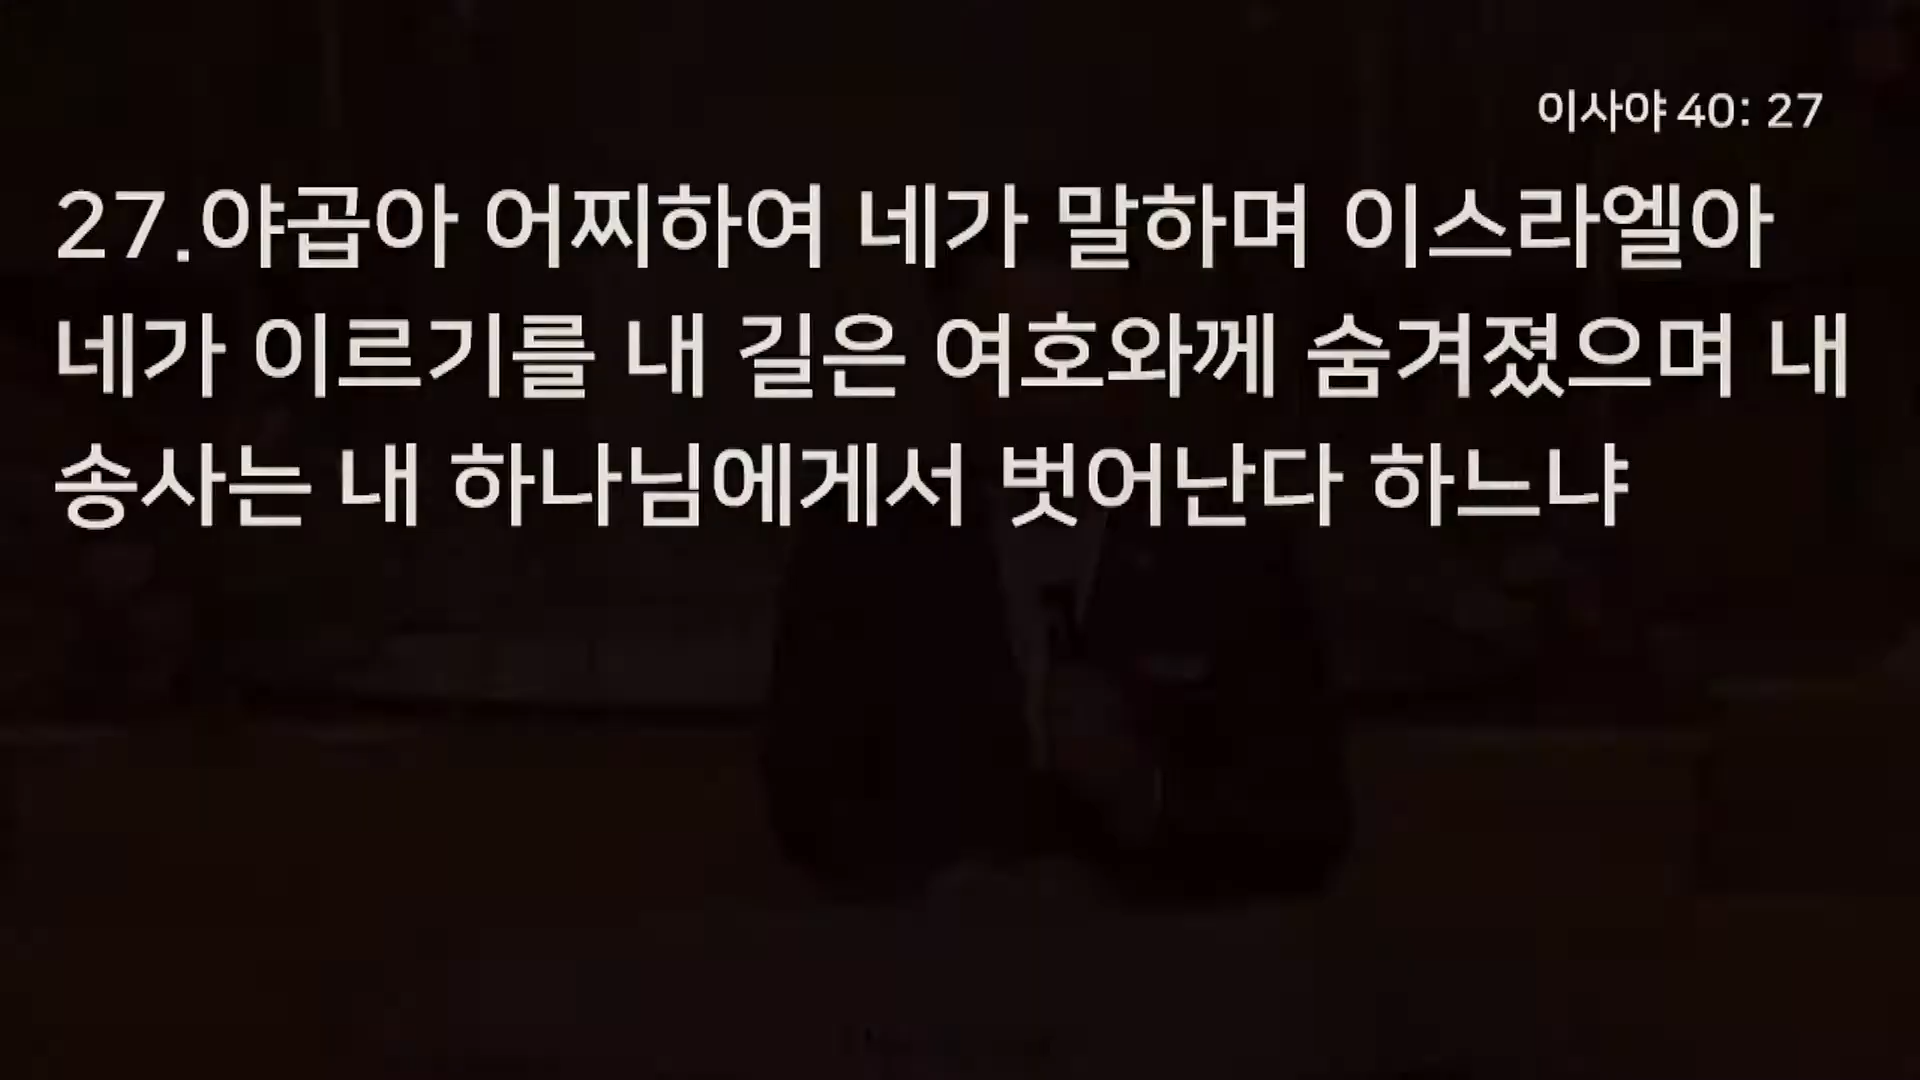 이사야 40: 27
27.야곱아 어찌하여 네가 말하며 이스라엘아
네가 이르기를 내 길은 여호와께 숨겨졌으며 내
송사는 내 하나님에게서 벗어난다 하느냐